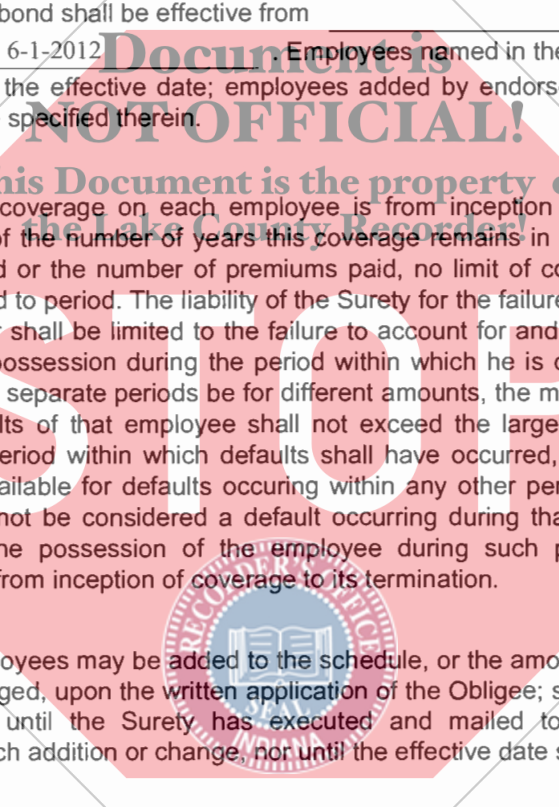 bond shall be effective from
6-1-2012 . Employees named in the
the effective date; employees added by endors
specified therein.
Document is
NOT OFFICIAL!
his Document is the property
the Lake County Recorder!
STOP
coverage on each employee is from inception
f the number of years this coverage remains in
d or the number of premiums paid, no limit of co
d to period. The liability of the Surety for the failure
r shall be limited to the failure to account for and
possession during the period within which he is
separate periods be for different amounts, the m
lts of that employee shall not exceed the large
eriod within which defaults shall have occurred,
ailable for defaults occuring within any other per
not be considered a default occurring during tha
he possession of the employee during such p
from inception of coverage to its termination.
RECORDER'S OFFICE
SEAL
INDIANA
oyees may be added to the schedule, or the amo
ged, upon the written application of the Obligee; s
until the Surety has executed and mailed to
ch addition or change, nor until the effective date s